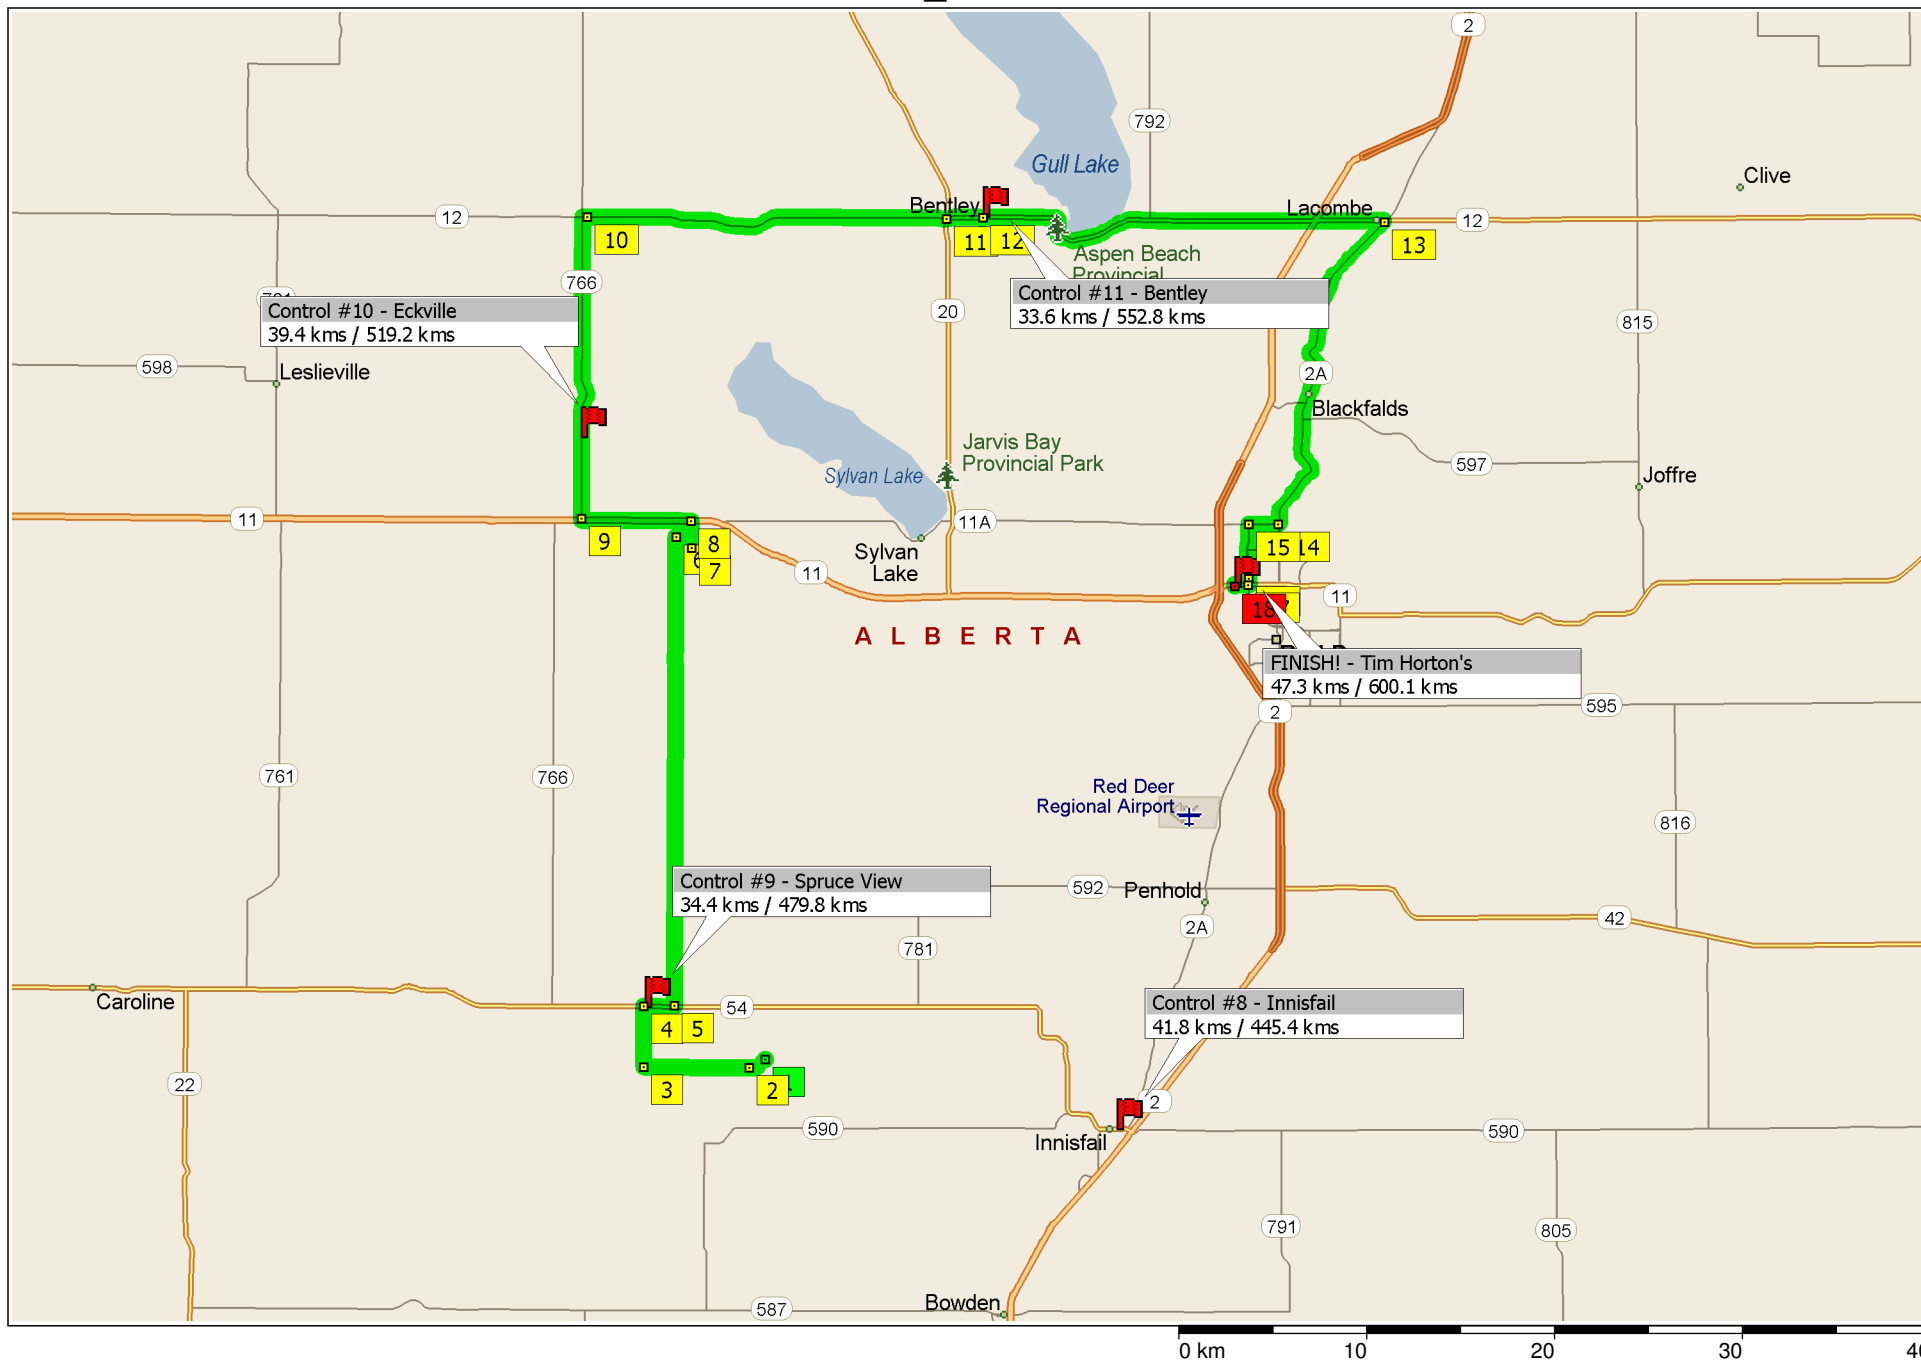 2
792
Gull Lake
Clive
12
Bentley
Lacombe
12
10
11
12
13
Aspen Beach
Provincial
766
Control #10 - Eckville
39.4 kms / 519.2 kms
Control #11 - Bentley
33.6 kms / 552.8 kms
20
815
598
Leslieville
2A
Blackfalds
Jarvis Bay
Provincial Park
Sylvan Lake
597
Joffre
11
11A
9
8
7
15
14
Sylvan
Lake
11
11
18
A L B E R T A
FINISH! - Tim Horton's
47.3 kms / 600.1 kms
2
595
761
766
Red Deer
Regional Airport
816
Control #9 - Spruce View
34.4 kms / 479.8 kms
592
Penhold
2A
42
781
Caroline
54
Control #8 - Innisfail
41.8 kms / 445.4 kms
4
5
22
3
2
2
590
Innisfail
590
791
805
587
Bowden
0 km
10
20
30